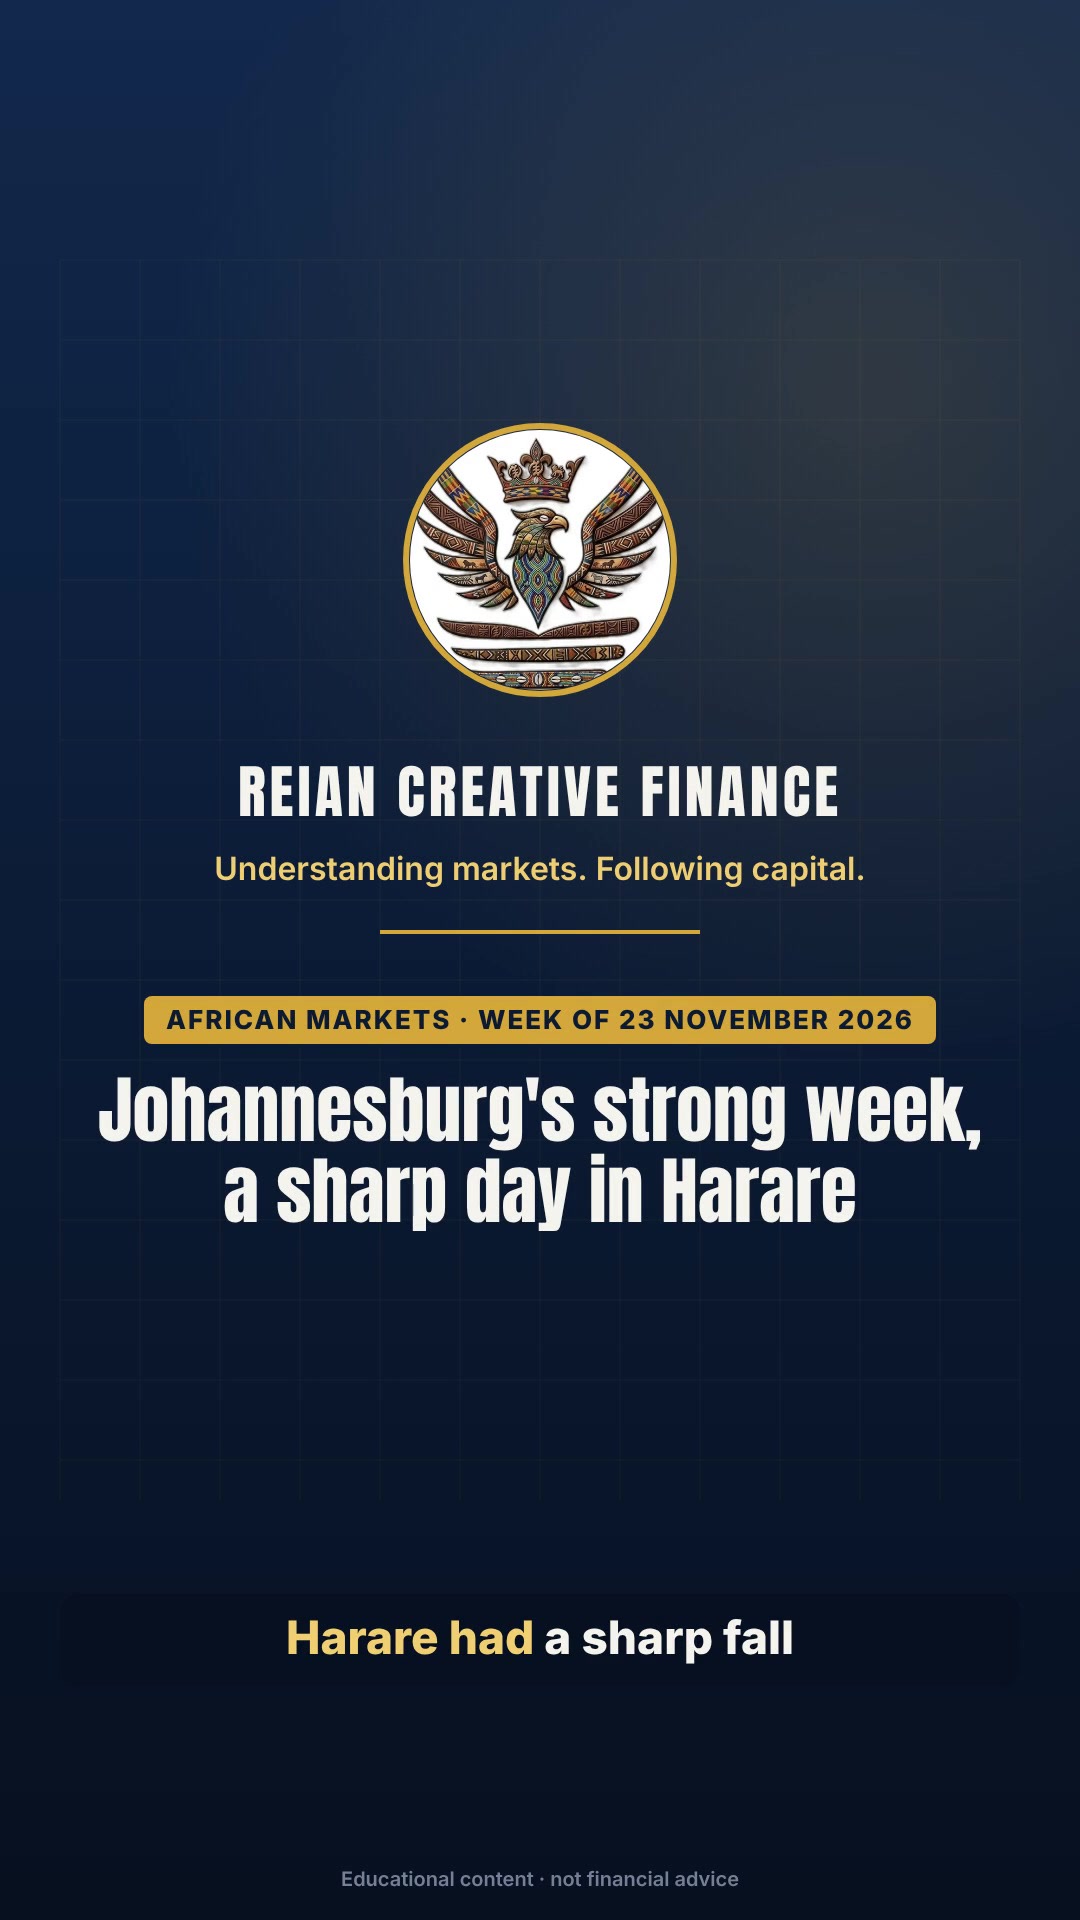 REIAN CREATIVE FINANCE
Understanding markets. Following capital.
AFRICAN MARKETS · WEEK OF 23 NOVEMBER 2026
Johannesburg's strong week,
a sharp day in Harare
Harare had a sharp fall
Educational content · not financial advice